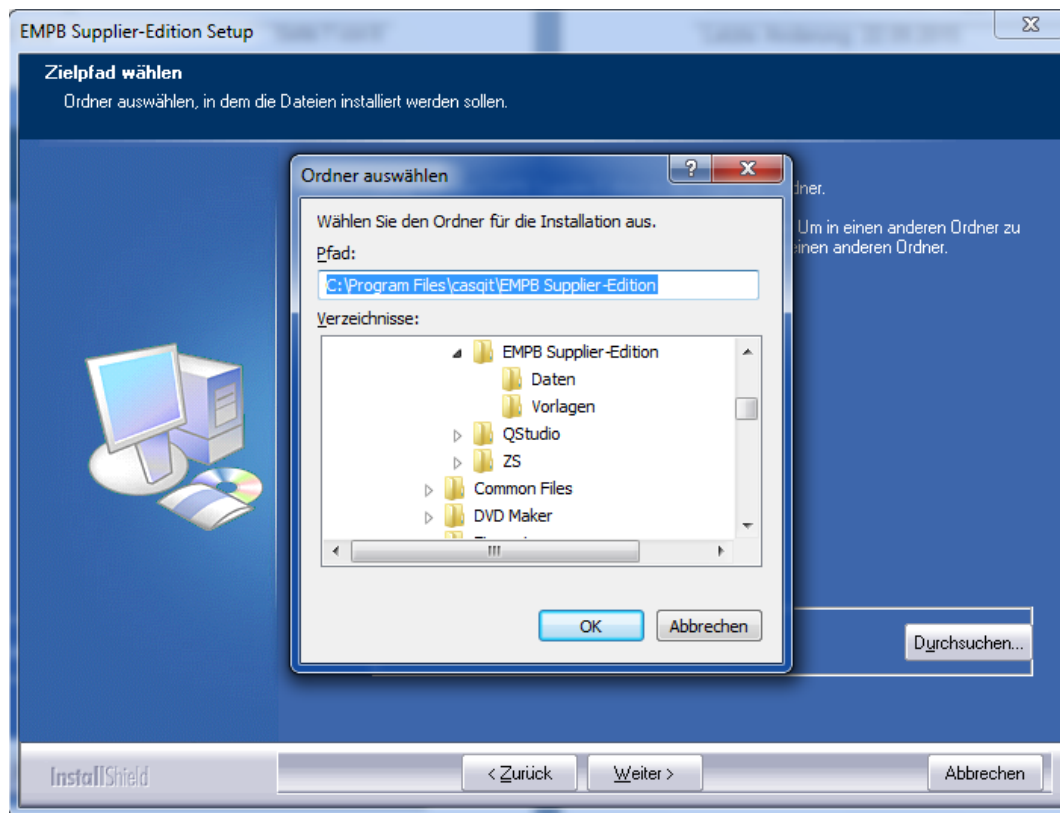 EMPB Supplier-Edition Setup
Zielpfad wählen
Ordner auswählen, in dem die Dateien installiert werden sollen.
Ordner auswählen
Wählen Sie den Ordner für die Installation aus.
Pfad:
C:\Program Files\casqit\EMPB Supplier-Edition
Verzeichnisse:
EMPB Supplier-Edition
Daten
Vorlagen
QStudio
ZS
Common Files
DVD Maker
OK
Abbrechen
Um in einen anderen Ordner zu
einen anderen Ordner.
Durchsuchen...
InstallShield
< Zurück
Weiter >
Abbrechen